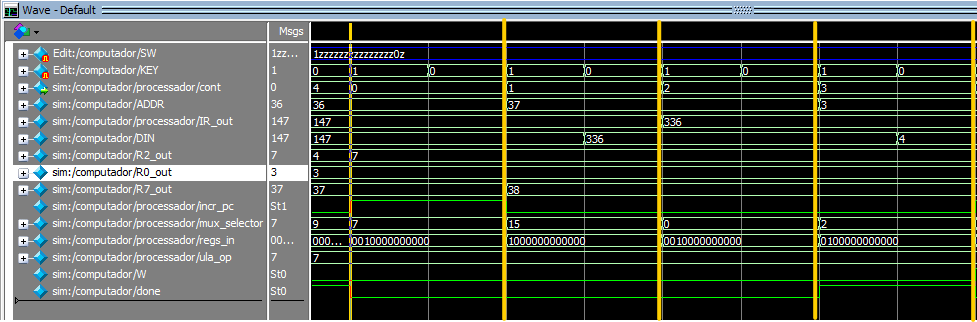 Wave - Default
Msgs
Edit:/computador/SW 1zz... 1zzzzzzzzzzzzzzz0z
Edit:/computador/KEY 1 0 1 0 1 0 1 0 1 0
sim:/computador/processador/cont 0 4 0 1 2 3
sim:/computador/ADDR 36 36 37 3
sim:/computador/processador/IR_out 147 147 336
sim:/computador/DIN 147 147 336 4
sim:/computador/R2_out 7 4 7
sim:/computador/R0_out 3 3
sim:/computador/R7_out 37 37 38
sim:/computador/processador/incr_pc St1
sim:/computador/processador/mux_selector 7 9 7 15 0 2
sim:/computador/processador/regs_in 00... 000... 0010000000000 1000000000000 0010000000000 0100000000000
sim:/computador/processador/ula_op 7 7
sim:/computador/W St0
sim:/computador/done St0